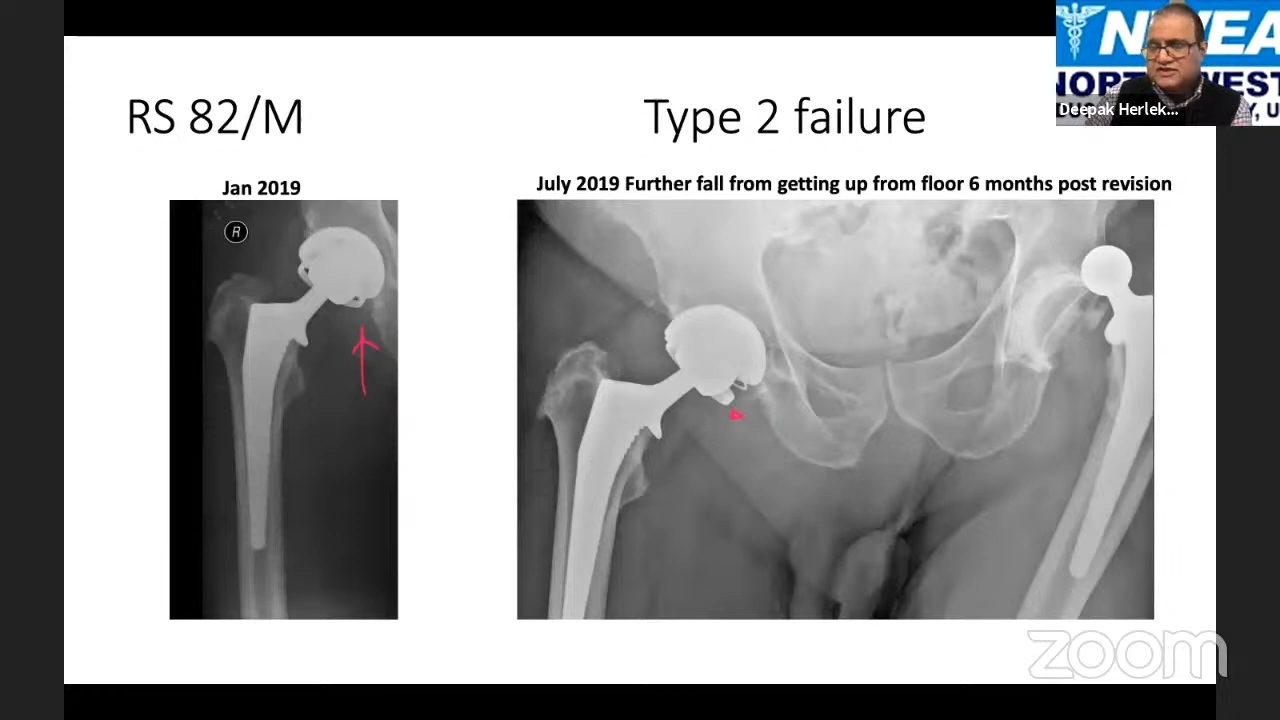 RS 82/M
Type 2 failure
Deepak Herlek...
Jan 2019
July 2019 Further fall from getting up from floor 6 months post revision
R
zoom